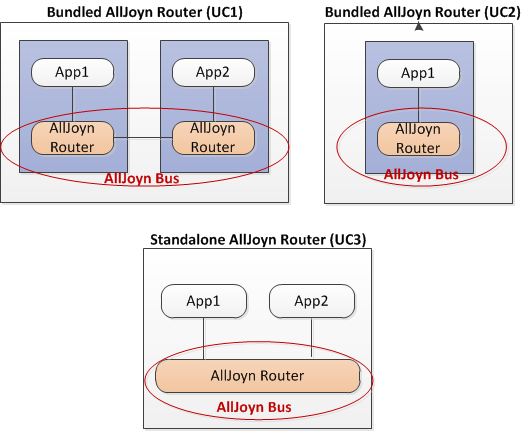 Bundled AllJoyn Router (UC1)
App1
App2
AllJoyn
Router
AllJoyn
Router
AllJoyn Bus
Bundled AllJoyn Router (UC2)
App1
AllJoyn
Router
AllJoyn Bus
Standalone AllJoyn Router (UC3)
App1
App2
AllJoyn Router
AllJoyn Bus